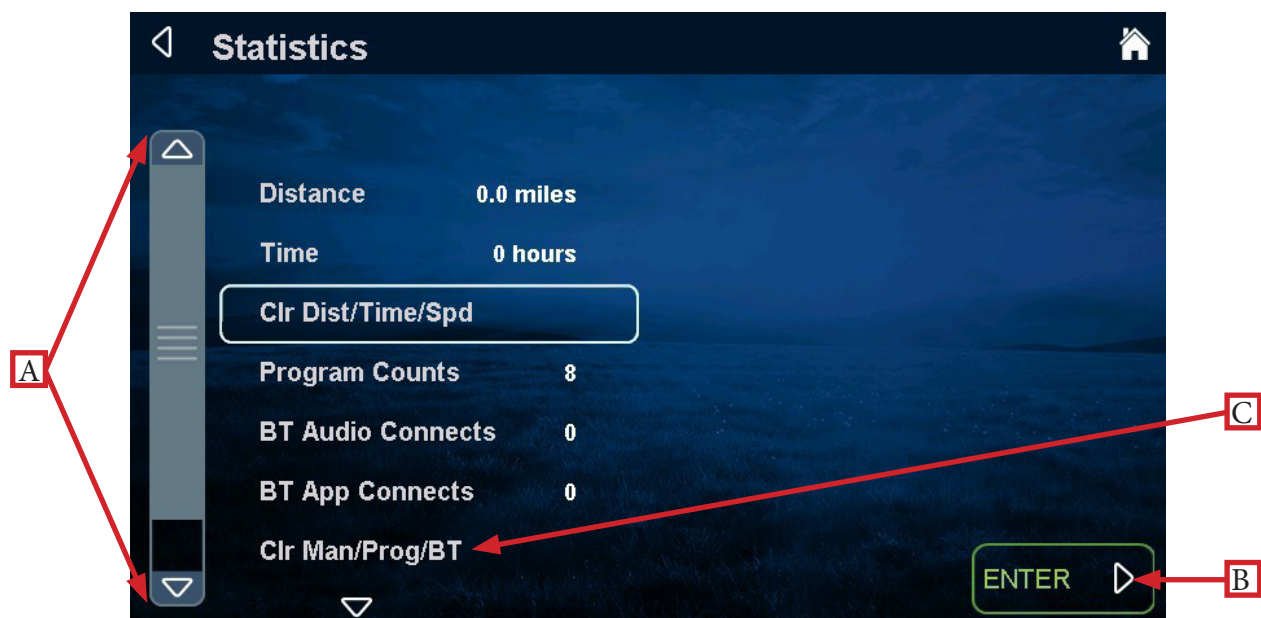 Statistics
Distance 0.0 miles
Time 0 hours
Clr Dist/Time/Spd
A
Program Counts 8
C
BT Audio Connects 0
BT App Connects 0
Clr Man/Prog/BT
ENTER
B